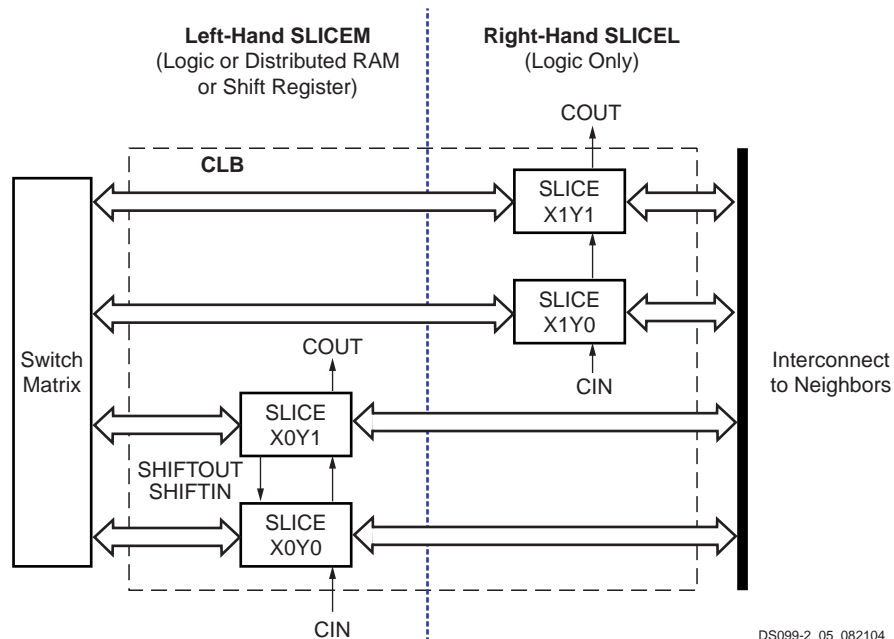 Left-Hand SLICEM
(Logic or Distributed RAM
or Shift Register)
Right-Hand SLICEL
(Logic Only)
COUT
CLB
SLICE
X1Y1
SLICE
X1Y0
Switch
Matrix
COUT
CIN
Interconnect
to Neighbors
SLICE
X0Y1
SHIFTOUT
SHIFTIN
SLICE
X0Y0
CIN
DS099-2_05_082104